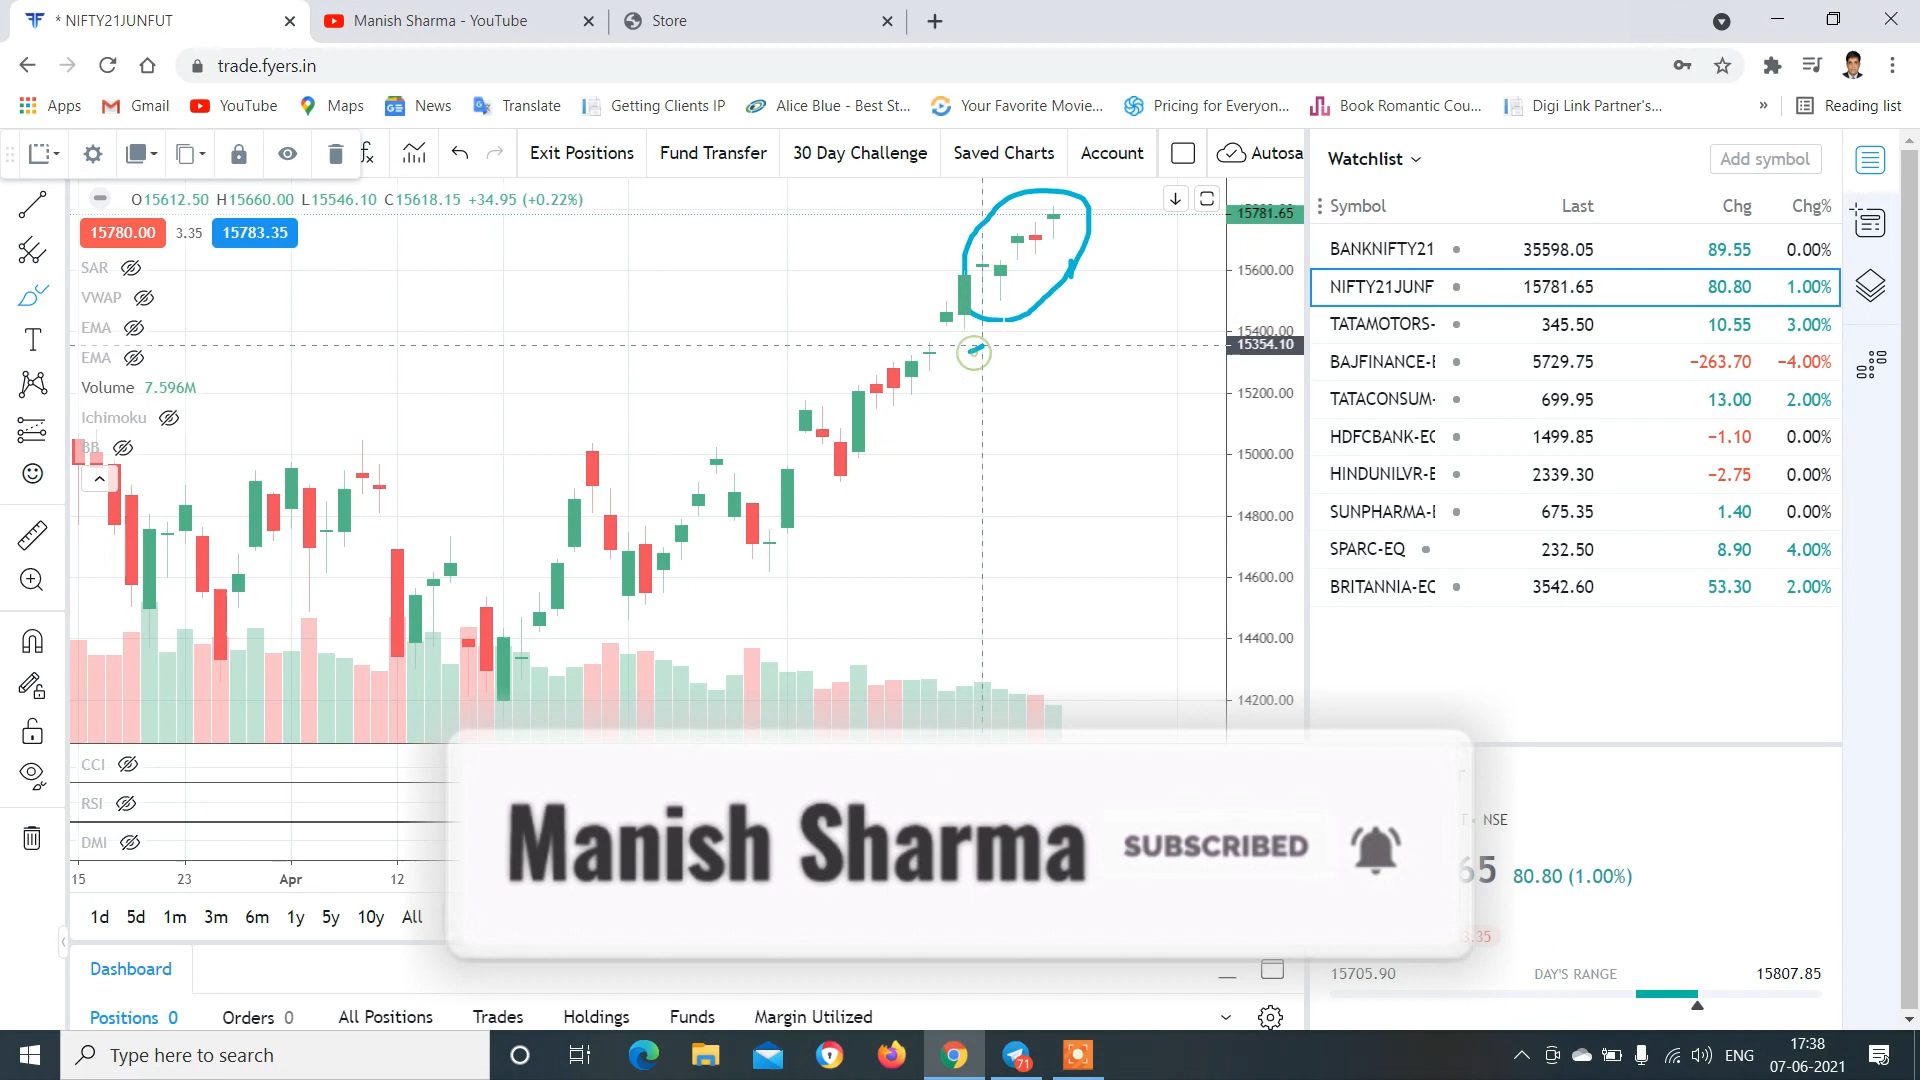 * NIFTY21JUNFUT
Manish Sharma - YouTube
Store
trade.fyers.in
Apps
Gmail
YouTube
Maps
News
Translate
Getting Clients IP
Alice Blue - Best St...
Your Favorite Movie...
Pricing for Everyon...
Book Romantic Cou...
Digi Link Partner's...
»
Reading list
Exit Positions
Fund Transfer
30 Day Challenge
Saved Charts
Account
Autosa
O15612.50 H15660.00 L15546.10 C15618.15 +34.95 (+0.22%)
15780.00
3.35
15783.35
SAR
VWAP
EMA
EMA
Volume 7.596M
Ichimoku
BB
15781.65
15600.00
15400.00
15354.10
15200.00
15000.00
14800.00
14600.00
14400.00
14200.00
CCI
RSI
DMI
15 23 Apr 12
1d 5d 1m 3m 6m 1y 5y 10y All
Watchlist
Add symbol
Symbol Last Chg Chg%
BANKNIFTY21 35598.05 89.55 0.00%
NIFTY21JUNF 15781.65 80.80 1.00%
TATAMOTORS- 345.50 10.55 3.00%
BAJFINANCE-E 5729.75 −263.70 −4.00%
TATACONSUM- 699.95 13.00 2.00%
HDFCBANK-EQ 1499.85 −1.10 0.00%
HINDUNILVR-E 2339.30 −2.75 0.00%
SUNPHARMA-E 675.35 1.40 0.00%
SPARC-EQ 232.50 8.90 4.00%
BRITANNIA-EQ 3542.60 53.30 2.00%
Manish Sharma
SUBSCRIBED
NSE
65 80.80 (1.00%)
3.35
15705.90 DAY'S RANGE 15807.85
Dashboard
Positions 0
Orders 0
All Positions
Trades
Holdings
Funds
Margin Utilized
Type here to search
71
ENG
17:38
07-06-2021